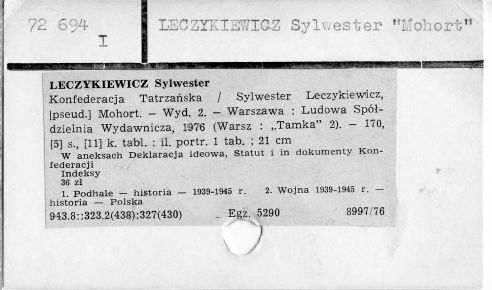 72 694
I
LECZYKIEWICZ Sylwester "Mohort"
LECZYKIEWICZ Sylwester
Konfederacja Tatrzańska / Sylwester Leczykiewicz,
[pseud.] Mohort. — Wyd. 2. — Warszawa : Ludowa Spół-
dzielnia Wydawnicza, 1976 (Warsz : „Tamka" 2). — 170,
[5] s., [11] k. tabl. : il. portr. 1 tab. ; 21 cm
W aneksach Deklaracja ideowa, Statut i in dokumenty Kon-
federacji
Indeksy
36 zł
1. Podhale — historia — 1939-1945 r. 2. Wojna 1939-1945 r. —
historia — Polska
943.8::323.2(438):327(430) Egz. 5290 8997/76